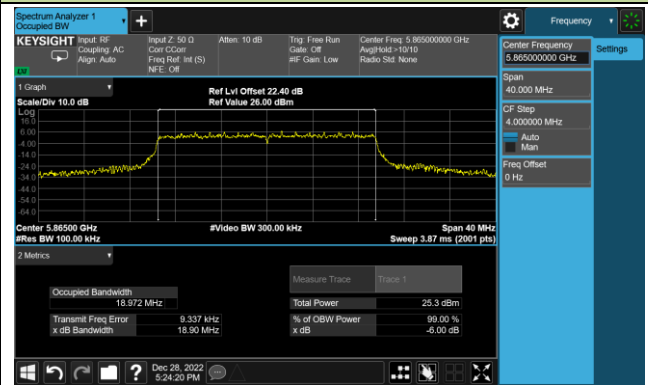 Spectrum Analyzer 1
Occupied BW
Frequency
KEYSIGHT
Input: RF
Coupling: AC
Align: Auto
Input Z: 50 Ω
Corr CCorr
Freq Ref: Int (S)
NFE: Off
Atten: 10 dB
Trig: Free Run
Gate: Off
#IF Gain: Low
Center Freq: 5.865000000 GHz
Avg|Hold:>10/10
Radio Std: None
Center Frequency
5.865000000 GHz
Settings
Span
40.000 MHz
CF Step
4.000000 MHz
Auto
Man
Freq Offset
0 Hz
1 Graph
Scale/Div 10.0 dB
Ref Lvl Offset 22.40 dB
Ref Value 26.00 dBm
Log
16.0
6.00
-4.00
-14.0
-24.0
-34.0
-44.0
-54.0
-64.0
Center 5.86500 GHz
#Video BW 300.00 kHz
Span 40 MHz
#Res BW 100.00 kHz
Sweep 3.87 ms (2001 pts)
2 Metrics
Measure Trace
Trace 1
Occupied Bandwidth
18.972 MHz
Total Power
25.3 dBm
Transmit Freq Error
9.337 kHz
% of OBW Power
99.00 %
x dB Bandwidth
18.90 MHz
x dB
-6.00 dB
Dec 28, 2022
5:24:20 PM